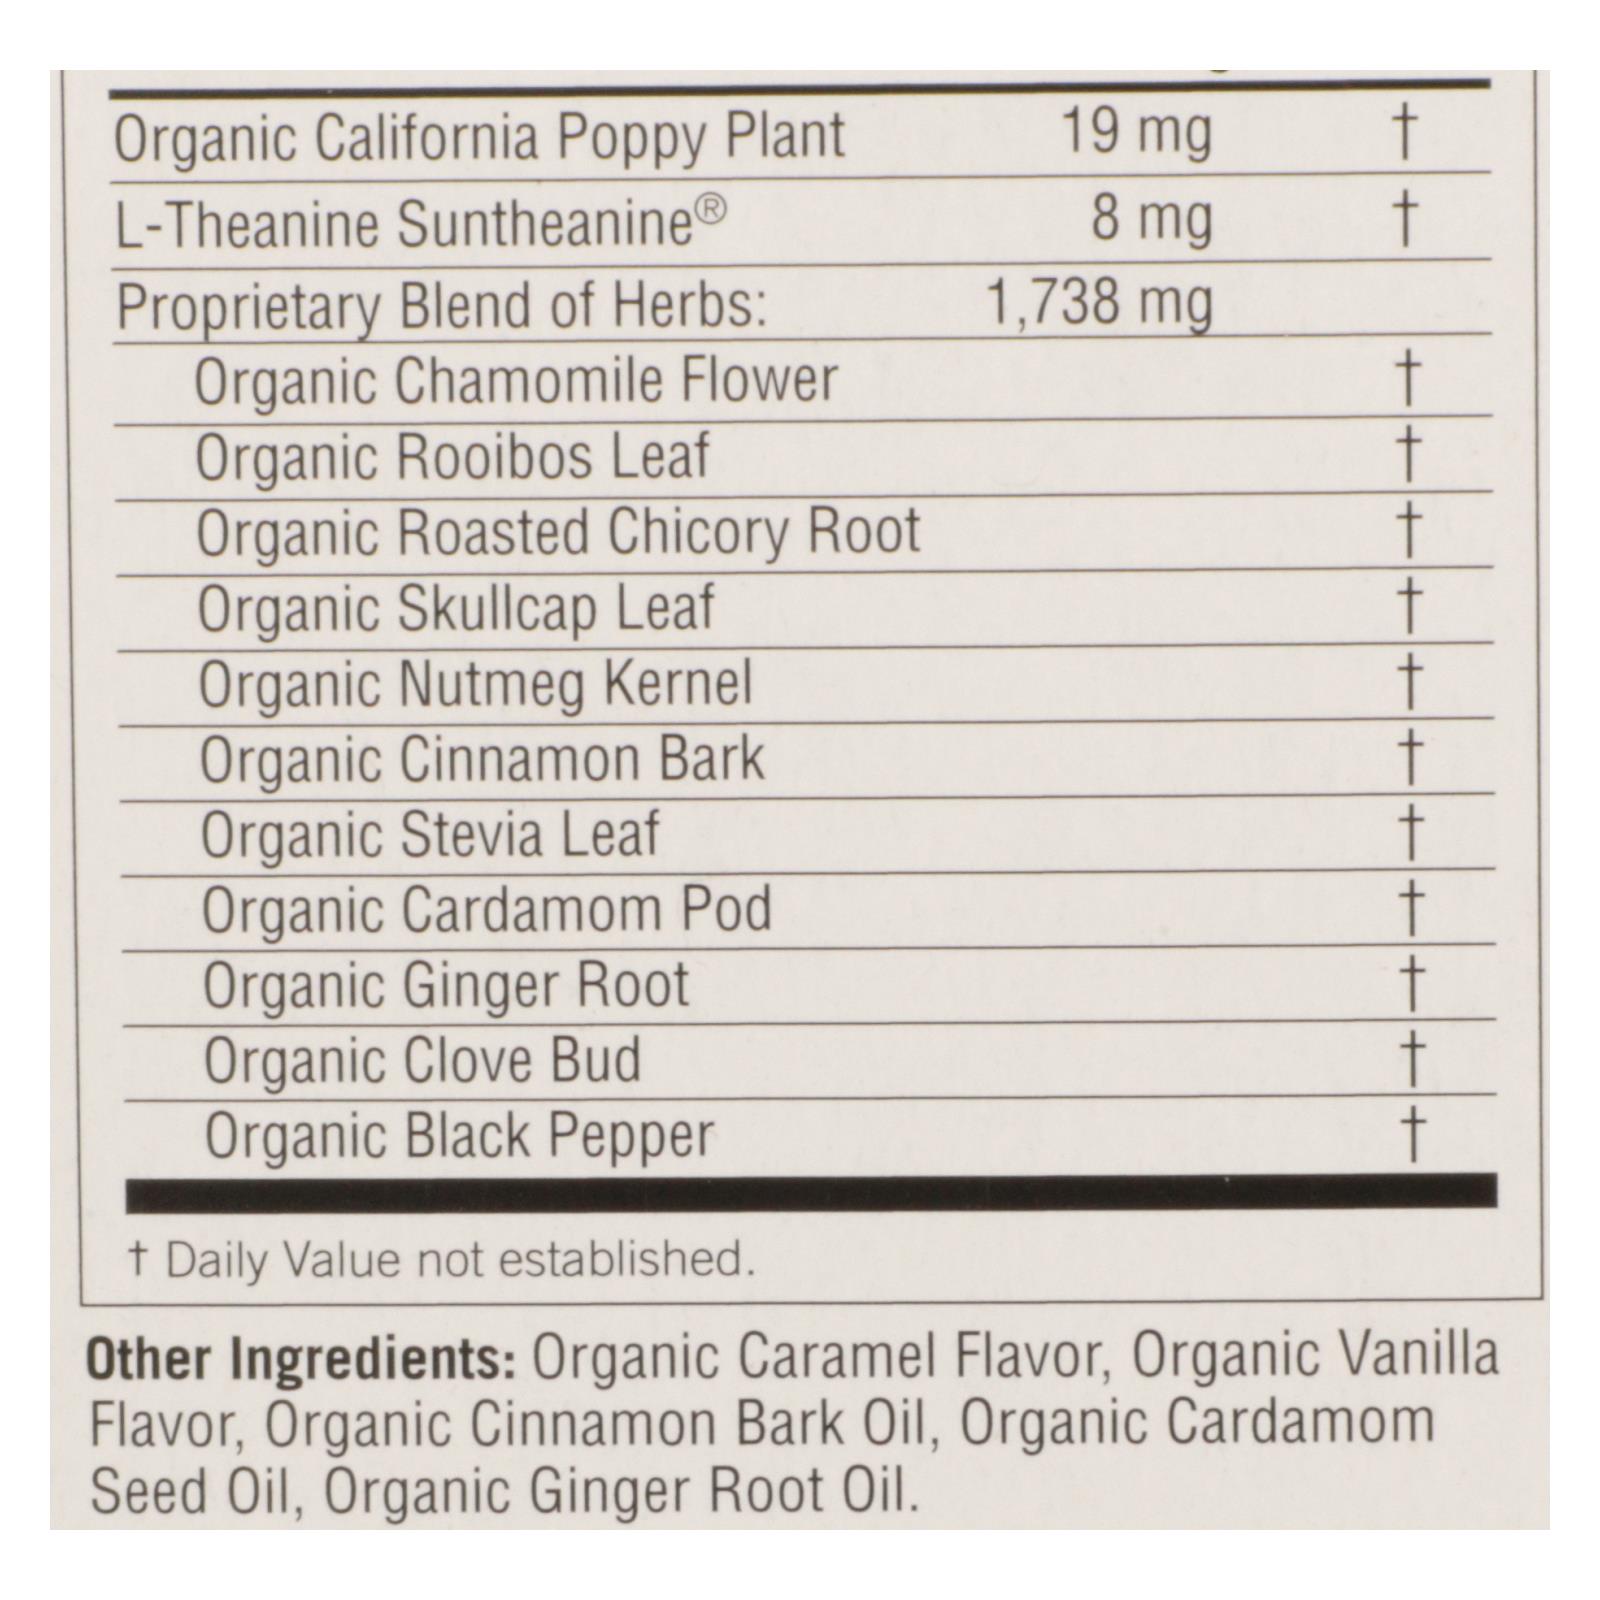 Organic California Poppy Plant 19 mg †
L-Theanine Suntheanine® 8 mg †
Proprietary Blend of Herbs: 1,738 mg
Organic Chamomile Flower †
Organic Rooibos Leaf †
Organic Roasted Chicory Root †
Organic Skullcap Leaf †
Organic Nutmeg Kernel †
Organic Cinnamon Bark †
Organic Stevia Leaf †
Organic Cardamom Pod †
Organic Ginger Root †
Organic Clove Bud †
Organic Black Pepper †
† Daily Value not established.
Other Ingredients: Organic Caramel Flavor, Organic Vanilla
Flavor, Organic Cinnamon Bark Oil, Organic Cardamom
Seed Oil, Organic Ginger Root Oil.